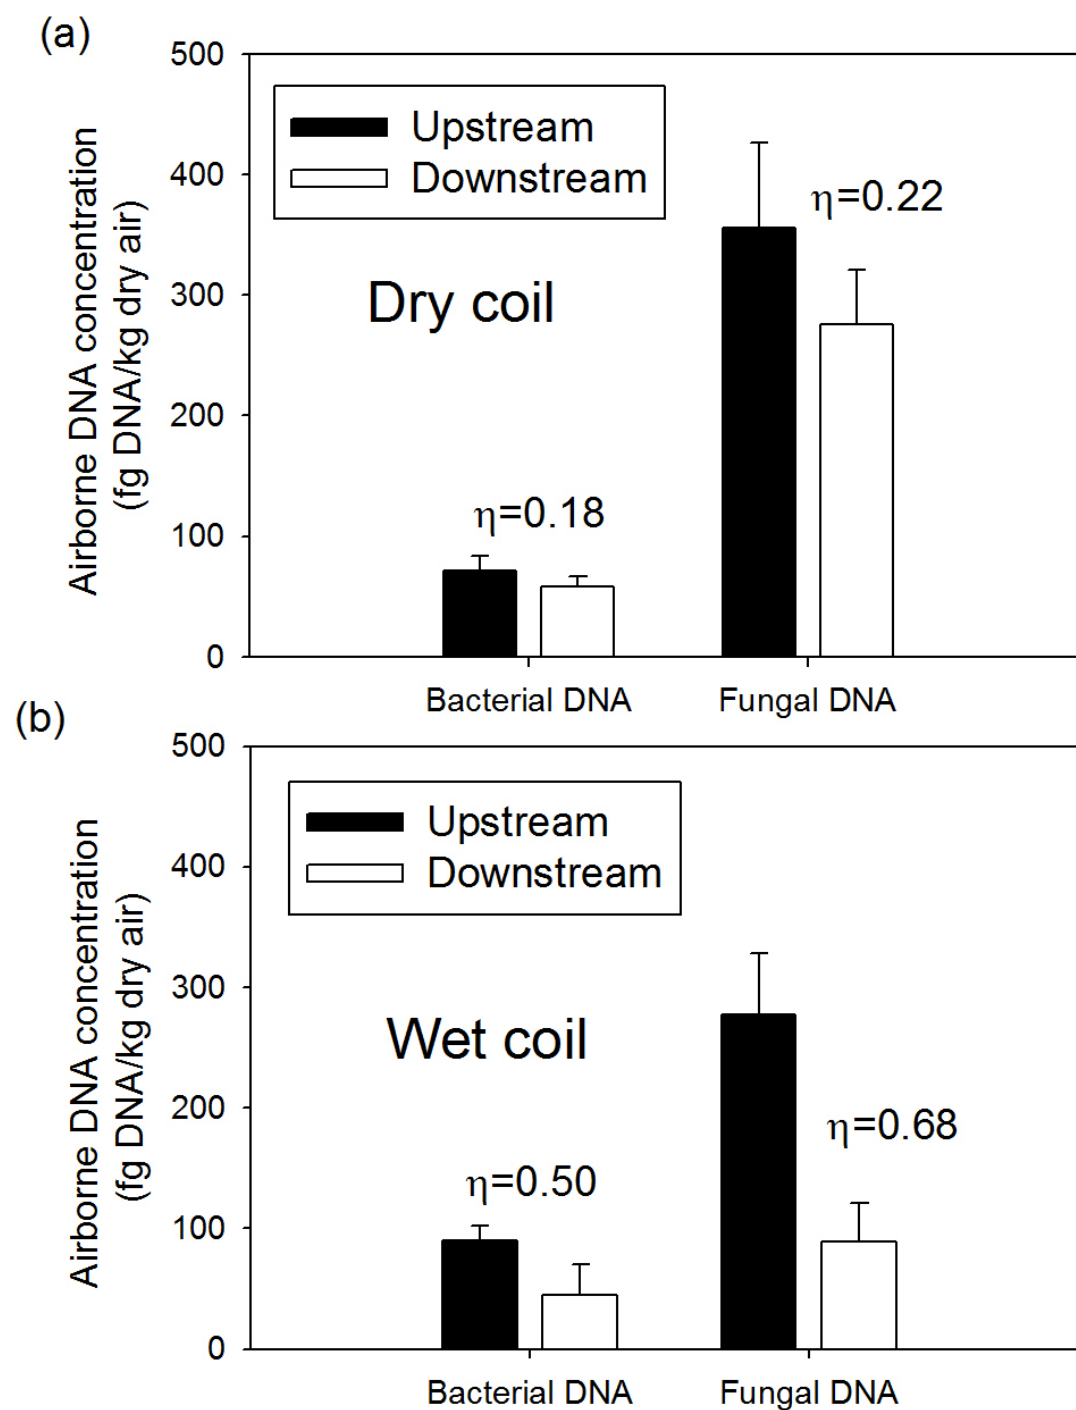 (a)
500
400
300
200
100
0
Airborne DNA concentration
(fg DNA/kg dry air)
Upstream
Downstream
Dry coil
η=0.22
η=0.18
Bacterial DNA
Fungal DNA
(b)
500
400
300
200
100
0
Airborne DNA concentration
(fg DNA/kg dry air)
Upstream
Downstream
Wet coil
η=0.68
η=0.50
Bacterial DNA
Fungal DNA